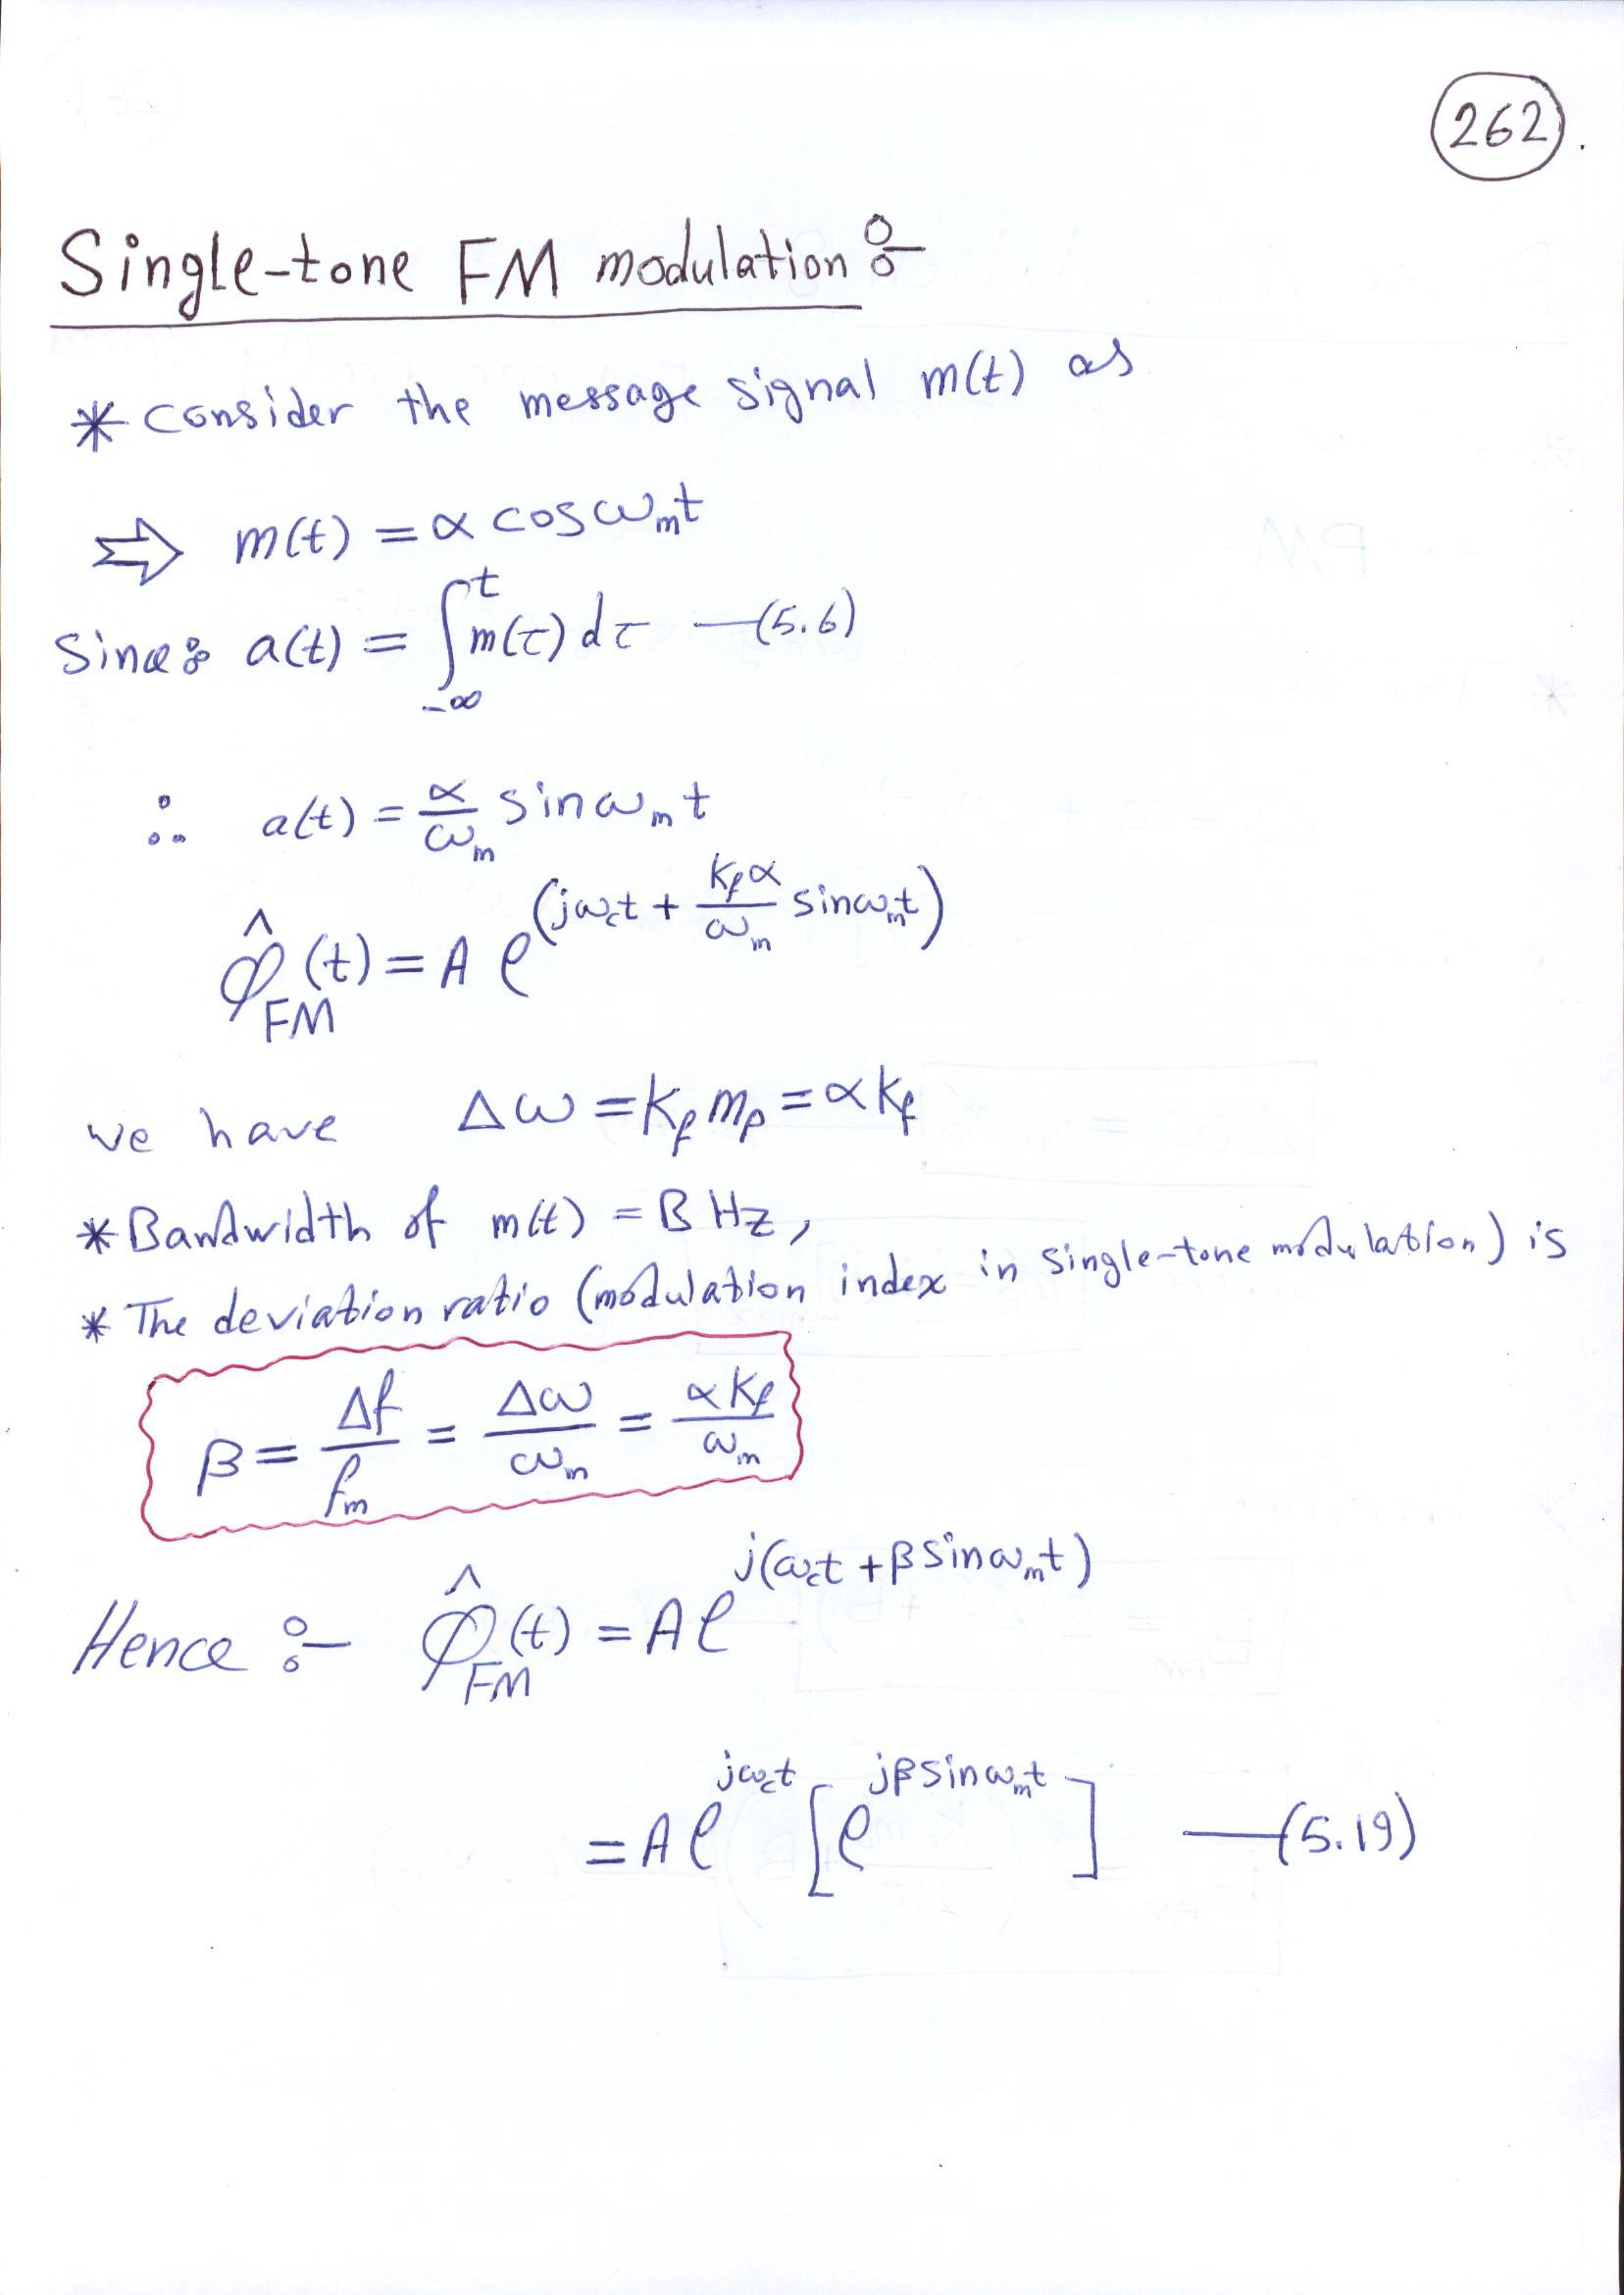 262.
Single-tone FM modulation :-
* Consider the message signal m(t) as
⇒ m(t) = α cos ω_m t
Since: a(t) = ∫_{-∞}^{t} m(τ) dτ —(5.6)
∴ a(t) = α/ω_m sin ω_m t
φ̂_FM(t) = A e^(jω_c t + (k_f α/ω_m) sin ω_m t)
we have Δω = k_f m_p = α k_f
* Bandwidth of m(t) = B Hz,
* The deviation ratio (modulation index in single-tone modulation) is
β = Δf/f_m = Δω/ω_m = α k_f/ω_m
Hence :- φ̂_FM(t) = A e^{j(ω_c t + β sin ω_m t)}
= A e^{jω_c t} [e^{jβ sin ω_m t}] —(5.19)